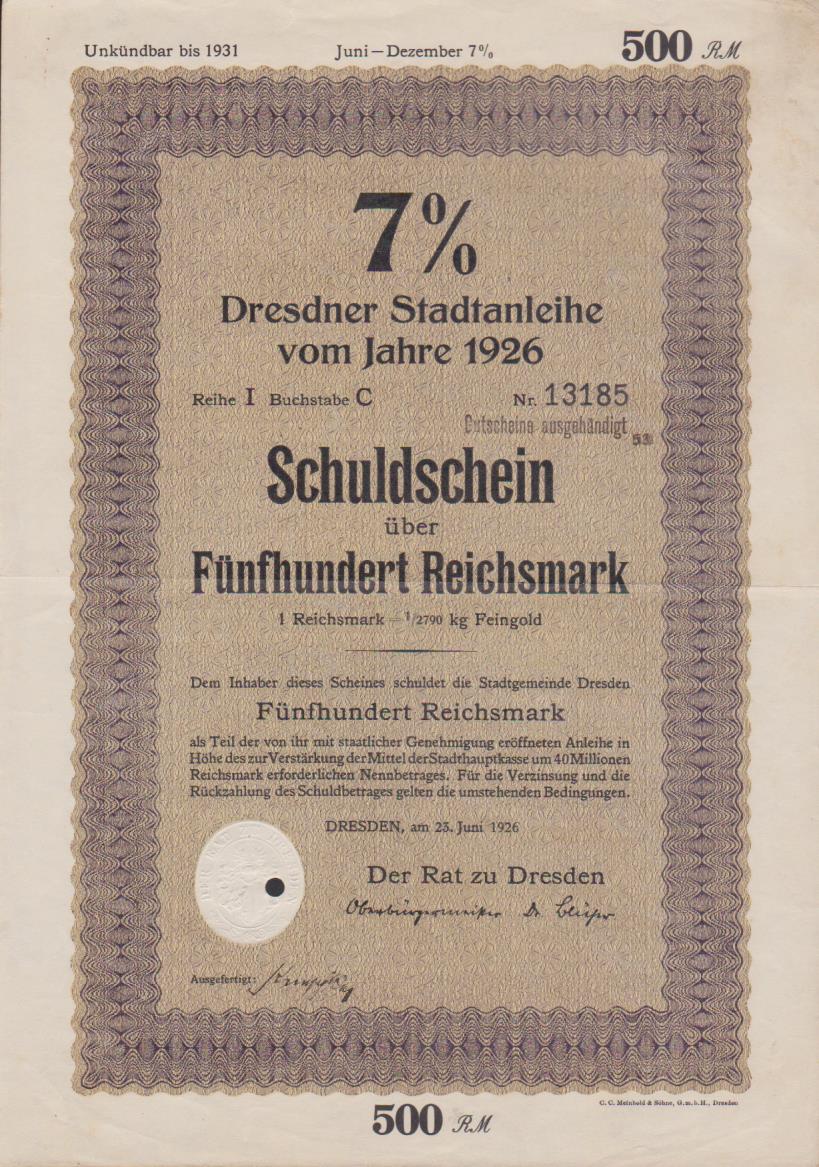 Unkündbar bis 1931 Juni – Dezember 7% 500 RM
7%
Dresdner Stadtanleihe
vom Jahre 1926
Reihe I Buchstabe C Nr. 13185
Gutscheine ausgehändigt 53
Schuldschein
über
Fünfhundert Reichsmark
1 Reichsmark = 1/2790 kg Feingold
Dem Inhaber dieses Scheines schuldet die Stadtgemeinde Dresden
Fünfhundert Reichsmark
als Teil der von ihr mit staatlicher Genehmigung eröffneten Anleihe in
Höhe des zur Verstärkung der Mittel der Stadthauptkasse um 40 Millionen
Reichsmark erforderlichen Nennbetrages. Für die Verzinsung und die
Rückzahlung des Schuldbetrages gelten die umstehenden Bedingungen.
DRESDEN, am 23. Juni 1926
Der Rat zu Dresden
Oberbürgermeister Dr. Blüher
Ausgefertigt:
C. C. Meinhold & Söhne, G. m. b. H., Dresden
500 RM